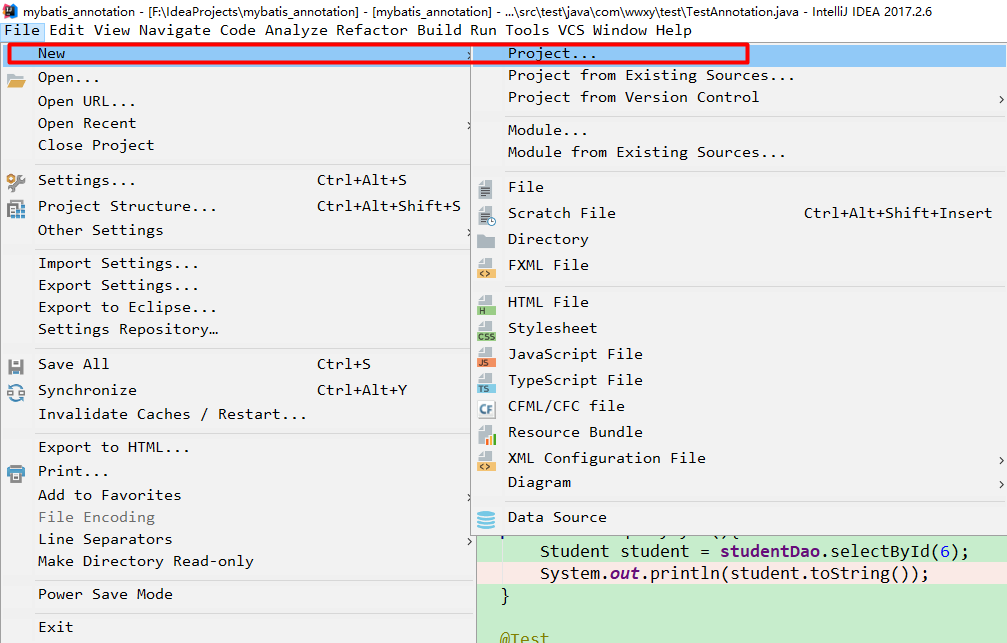 mybatis_annotation - [F:\IdeaProjects\mybatis_annotation] - [mybatis_annotation] - ...\src\test\java\com\wwxy\test\TestAnnotation.java - IntelliJ IDEA 2017.2.6
File Edit View Navigate Code Analyze Refactor Build Run Tools VCS Window Help
New
Open...
Open URL...
Open Recent
Close Project
Settings... Ctrl+Alt+S
Project Structure... Ctrl+Alt+Shift+S
Other Settings
Import Settings...
Export Settings...
Export to Eclipse...
Settings Repository…
Save All Ctrl+S
Synchronize Ctrl+Alt+Y
Invalidate Caches / Restart...
Export to HTML...
Print...
Add to Favorites
File Encoding
Line Separators
Make Directory Read-only
Power Save Mode
Exit
Project...
Project from Existing Sources...
Project from Version Control
Module...
Module from Existing Sources...
File
Scratch File Ctrl+Alt+Shift+Insert
Directory
FXML File
HTML File
Stylesheet
JavaScript File
TypeScript File
CFML/CFC file
Resource Bundle
XML Configuration File
Diagram
Data Source
Student student = studentDao.selectById(6);
System.out.println(student.toString());
}
@Test